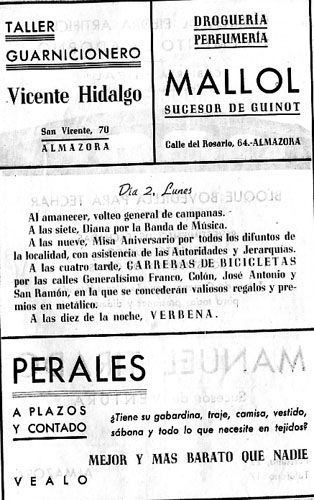 TALLER
GUARNICIONERO
Vicente Hidalgo
San Vicente, 70
ALMAZORA
DROGUERÍA
PERFUMERÍA
MALLOL
SUCESOR DE GUINOT
Calle del Rosario, 64.-ALMAZORA
Día 2, Lunes
Al amanecer, volteo general de campanas.
A las siete, Diana por la Banda de Música.
A las nueve, Misa Aniversario por todos los difuntos de
la localidad, con asistencia de las Autoridades y Jerarquías.
A las cuatro tarde, CARRERAS DE BICICLETAS
por las calles Generalísimo Franco, Colón, José Antonio y
San Ramón, en la que se concederán valiosos regalos y pre-
mios en metálico.
A las diez de la noche, VERBENA.
PERALES
A PLAZOS
Y CONTADO
¿Tiene su gabardina, traje, camisa, vestido,
sábana y todo lo que necesite en tejidos?
MEJOR Y MAS BARATO QUE NADIE
VEALO